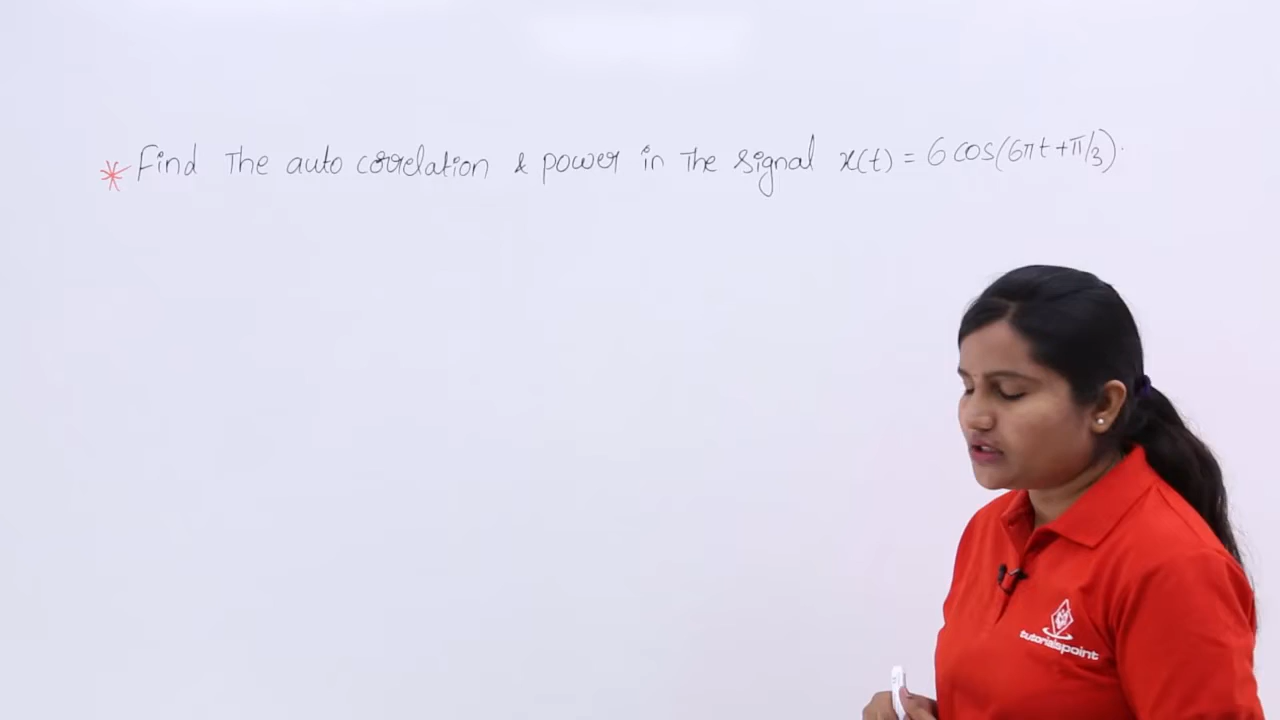 * Find The auto correlation & power in The signal x(t) = 6 cos(6πt+π/3).
tutorialspoint